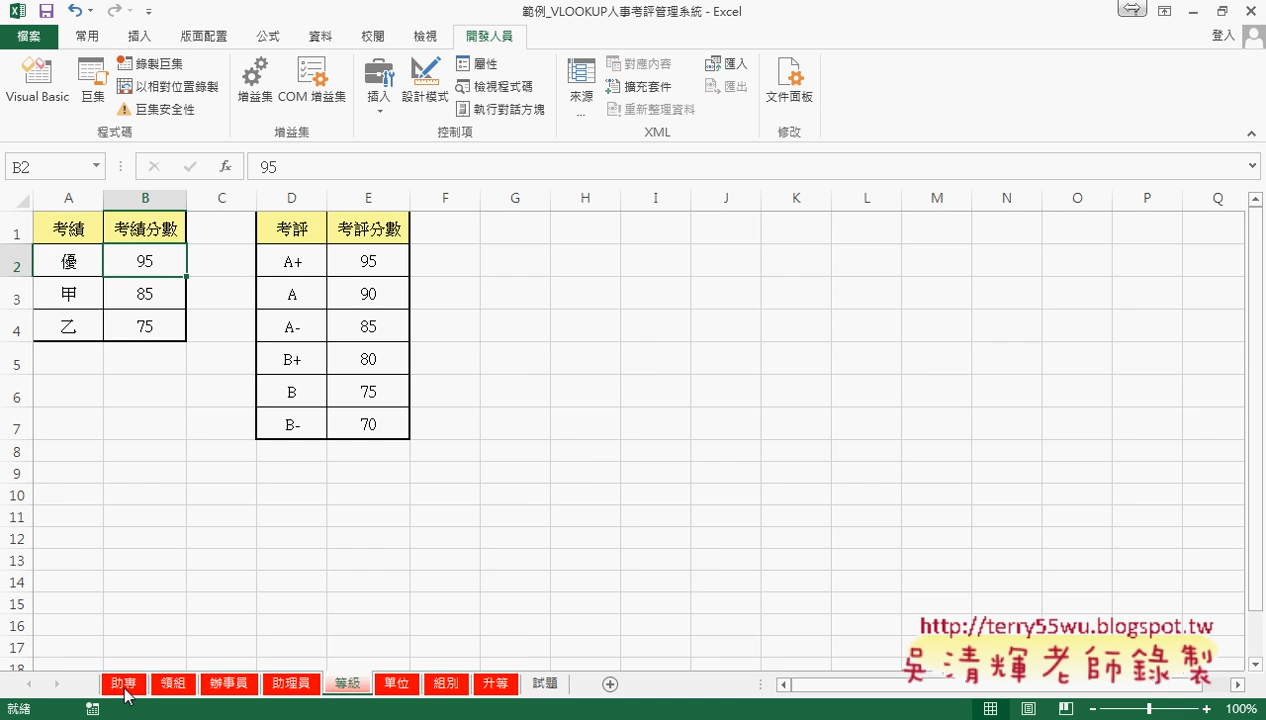 範例_VLOOKUP人事考評管理系統 - Excel
檔案 常用 插入 版面配置 公式 資料 校閱 檢視 開發人員 登入
Visual Basic 巨集 錄製巨集 以相對位置錄製 巨集安全性 程式碼
增益集 COM 增益集 增益集
插入 設計模式 屬性 檢視程式碼 執行對話方塊 控制項
來源 ... 對應內容 擴充套件 重新整理資料 匯入 匯出 XML
文件面板 修改
B2 fx 95
A B C D E F G H I J K L M N O P Q
1 考績 考績分數 考評 考評分數
2 優 95 A+ 95
3 甲 85 A 90
4 乙 75 A- 85
5 B+ 80
6 B 75
7 B- 70
8
9
10
11
12
13
14
15
16
17
18
http://terry55wu.blogspot.tw
吳清輝老師錄製
助專 領組 辦事員 助理員 等級 單位 組別 升等 試題
就緒 100%